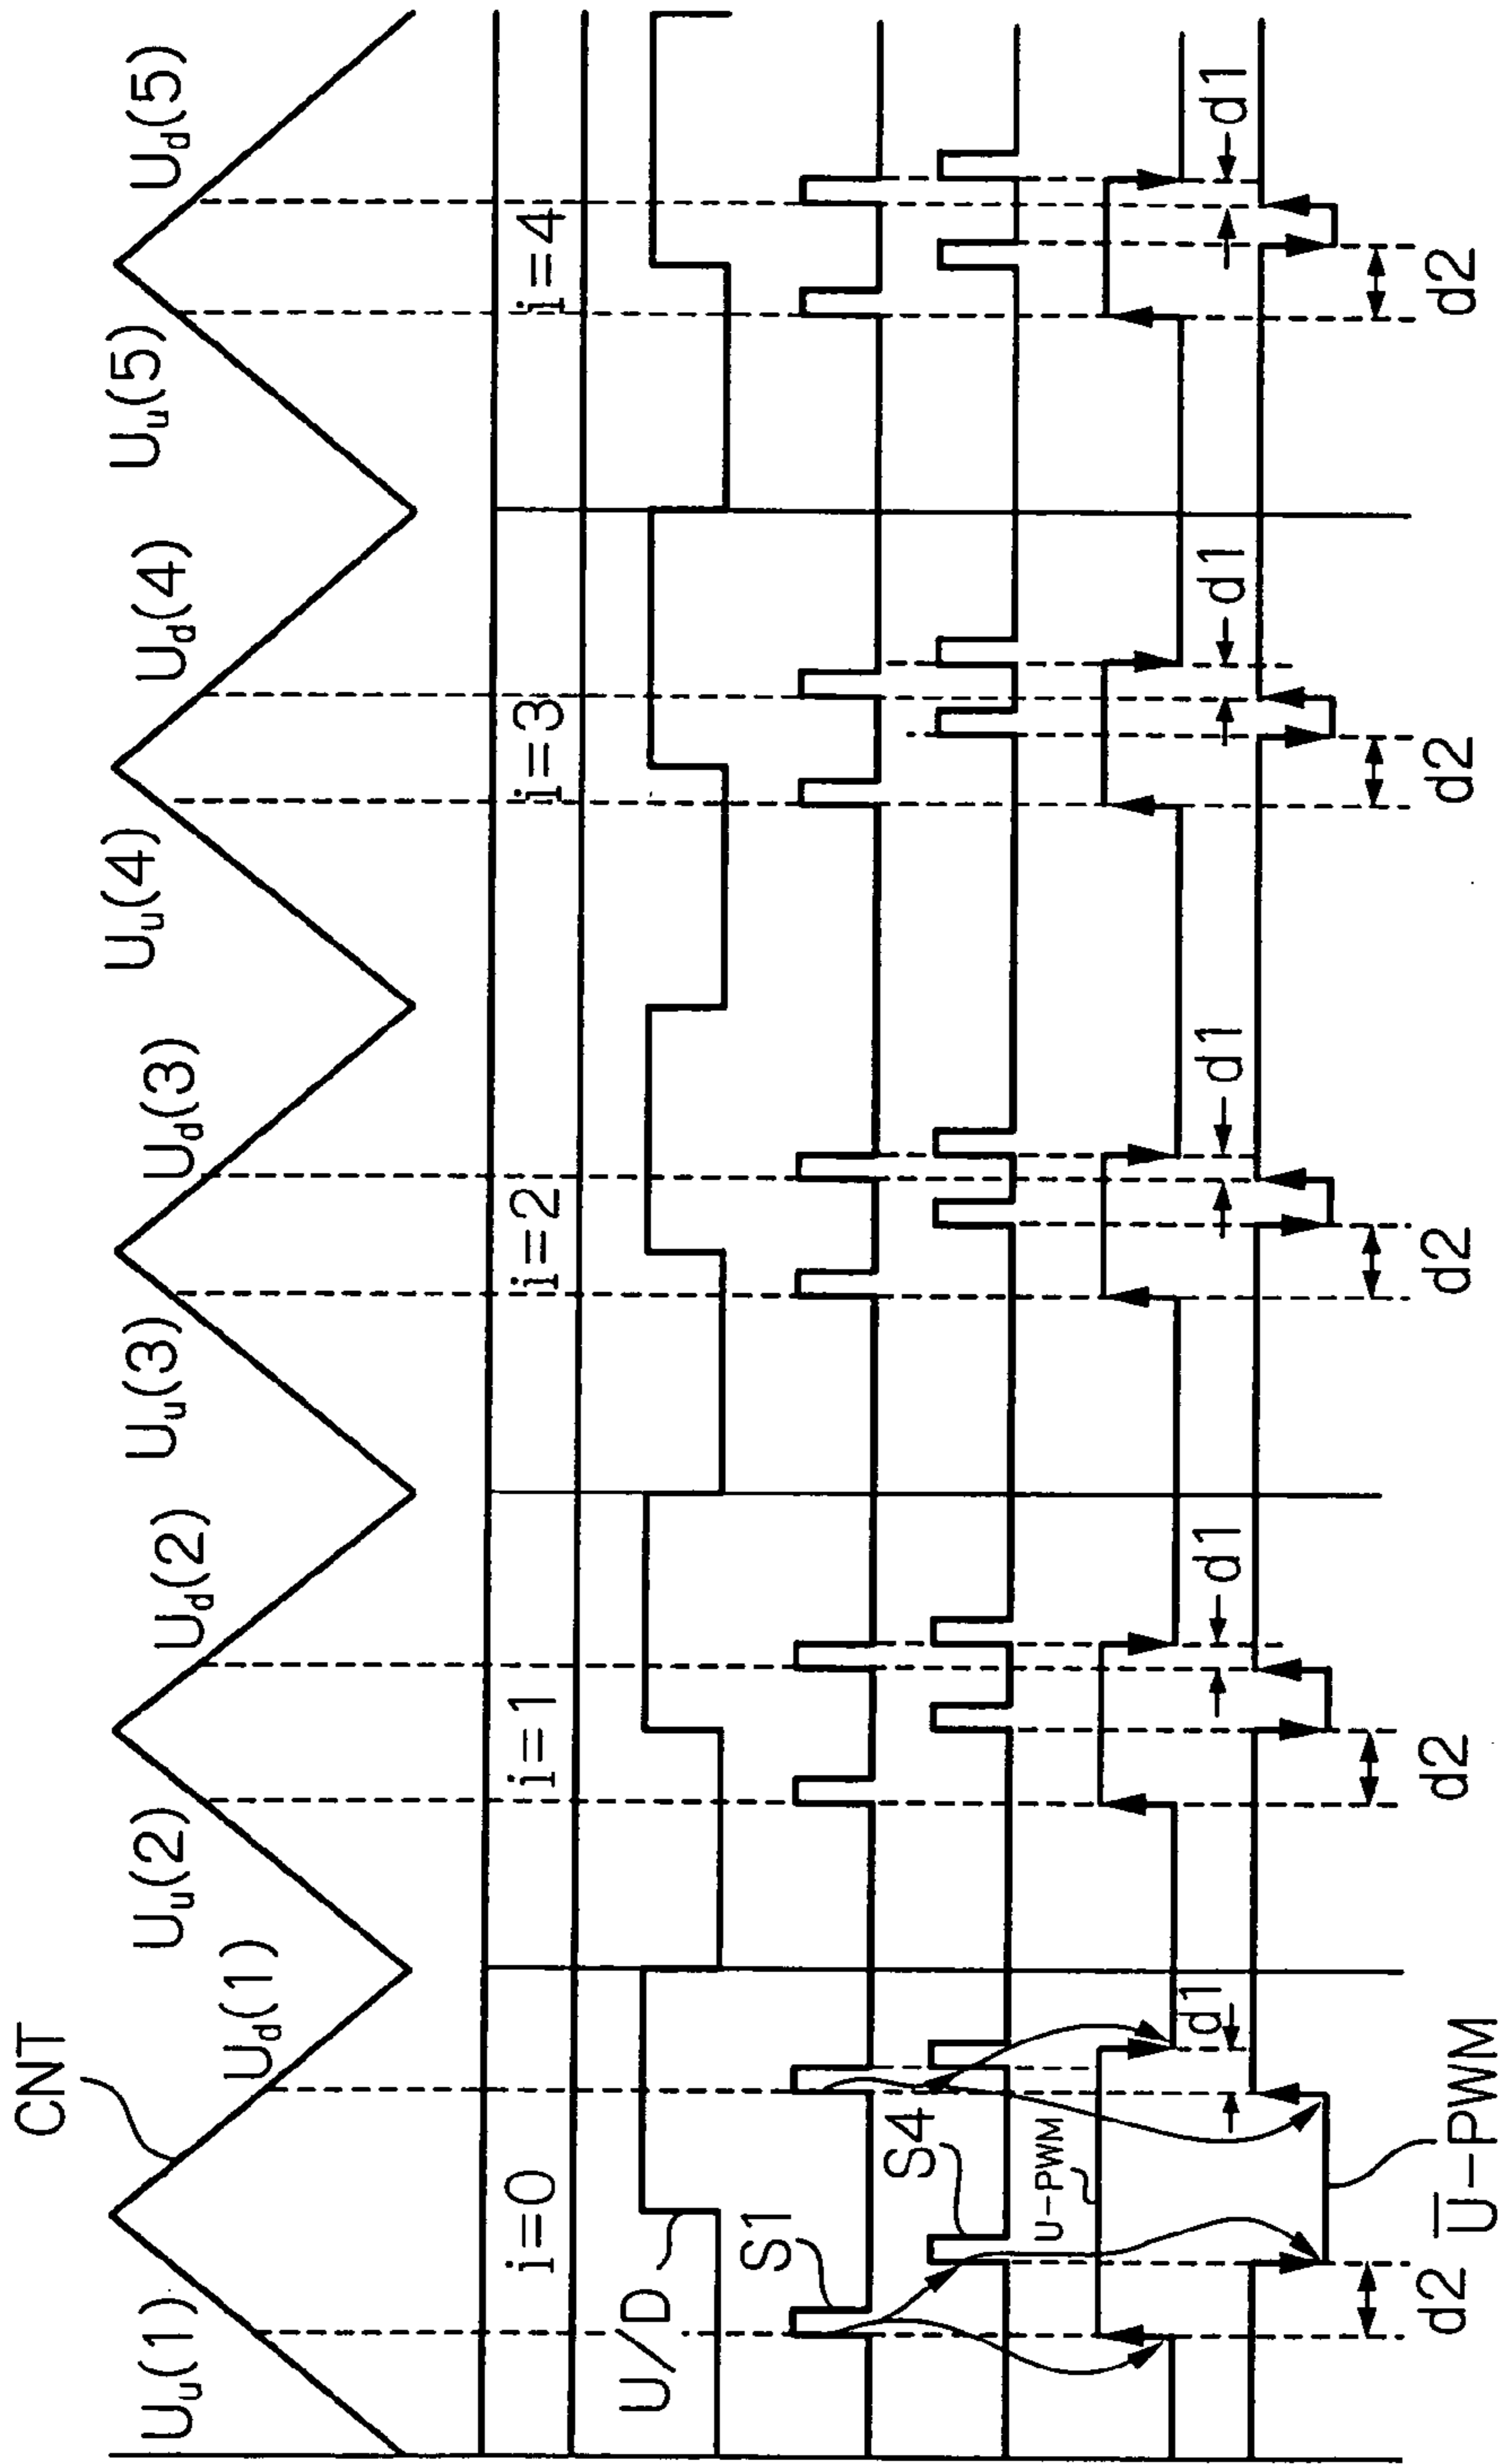 CNT
Uu(1)
Ud(1)
Uu(2)
Ud(2)
Uu(3)
Ud(3)
Uu(4)
Ud(4)
Uu(5)
Ud(5)
i=0
i=1
i=2
i=3
i=4
U/D
S1
S4
U-PWM
d1
d1
d1
d1
d1
d2
d2
d2
d2
d2
U̅-PWM